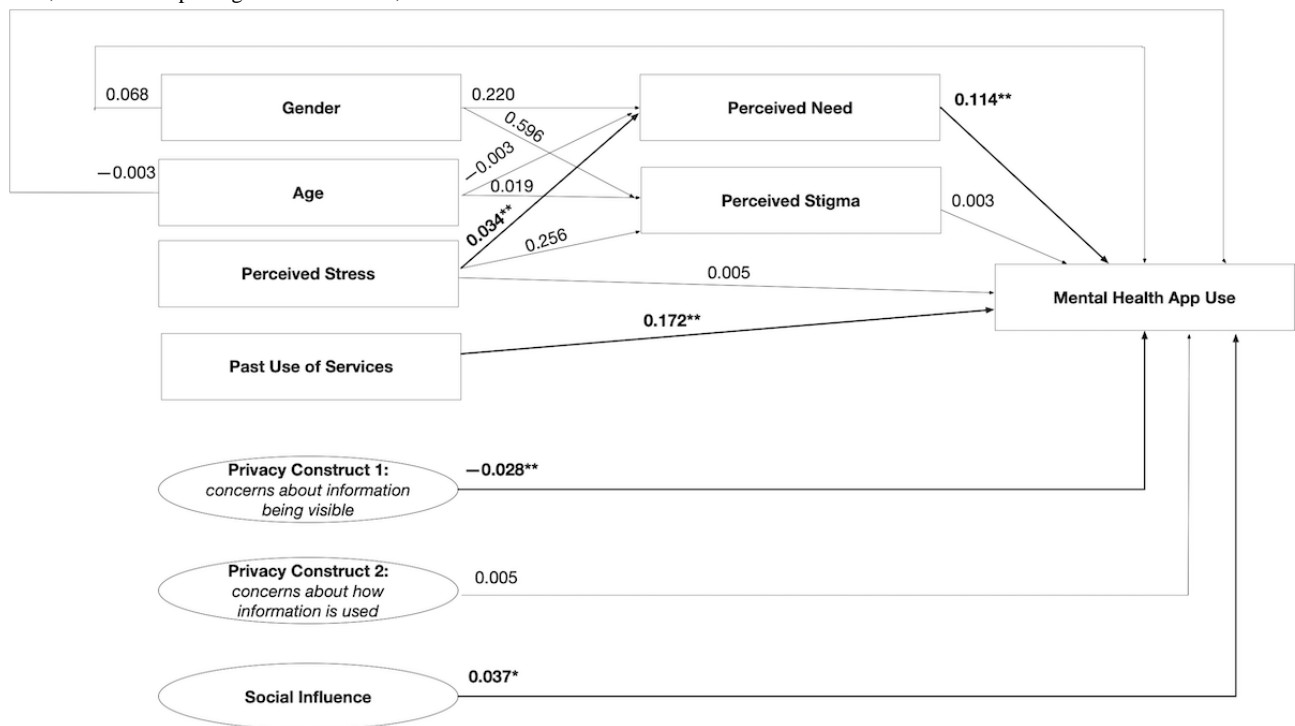 0.068
Gender
0.220
Perceived Need
0.114**
0.596
−0.003
Age
−0.003
0.019
Perceived Stigma
0.003
0.034**
0.256
Perceived Stress
0.005
Mental Health App Use
0.172**
Past Use of Services
Privacy Construct 1:
concerns about information
being visible
−0.028**
Privacy Construct 2:
concerns about how
information is used
0.005
Social Influence
0.037*